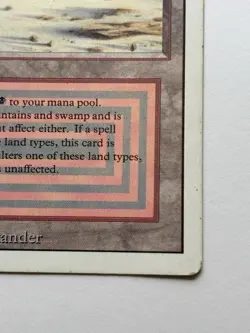 to your mana pool.
ntains and swamp and is
t affect either. If a spell
land types, this card is
lters one of these land types,
unaffected.
ander